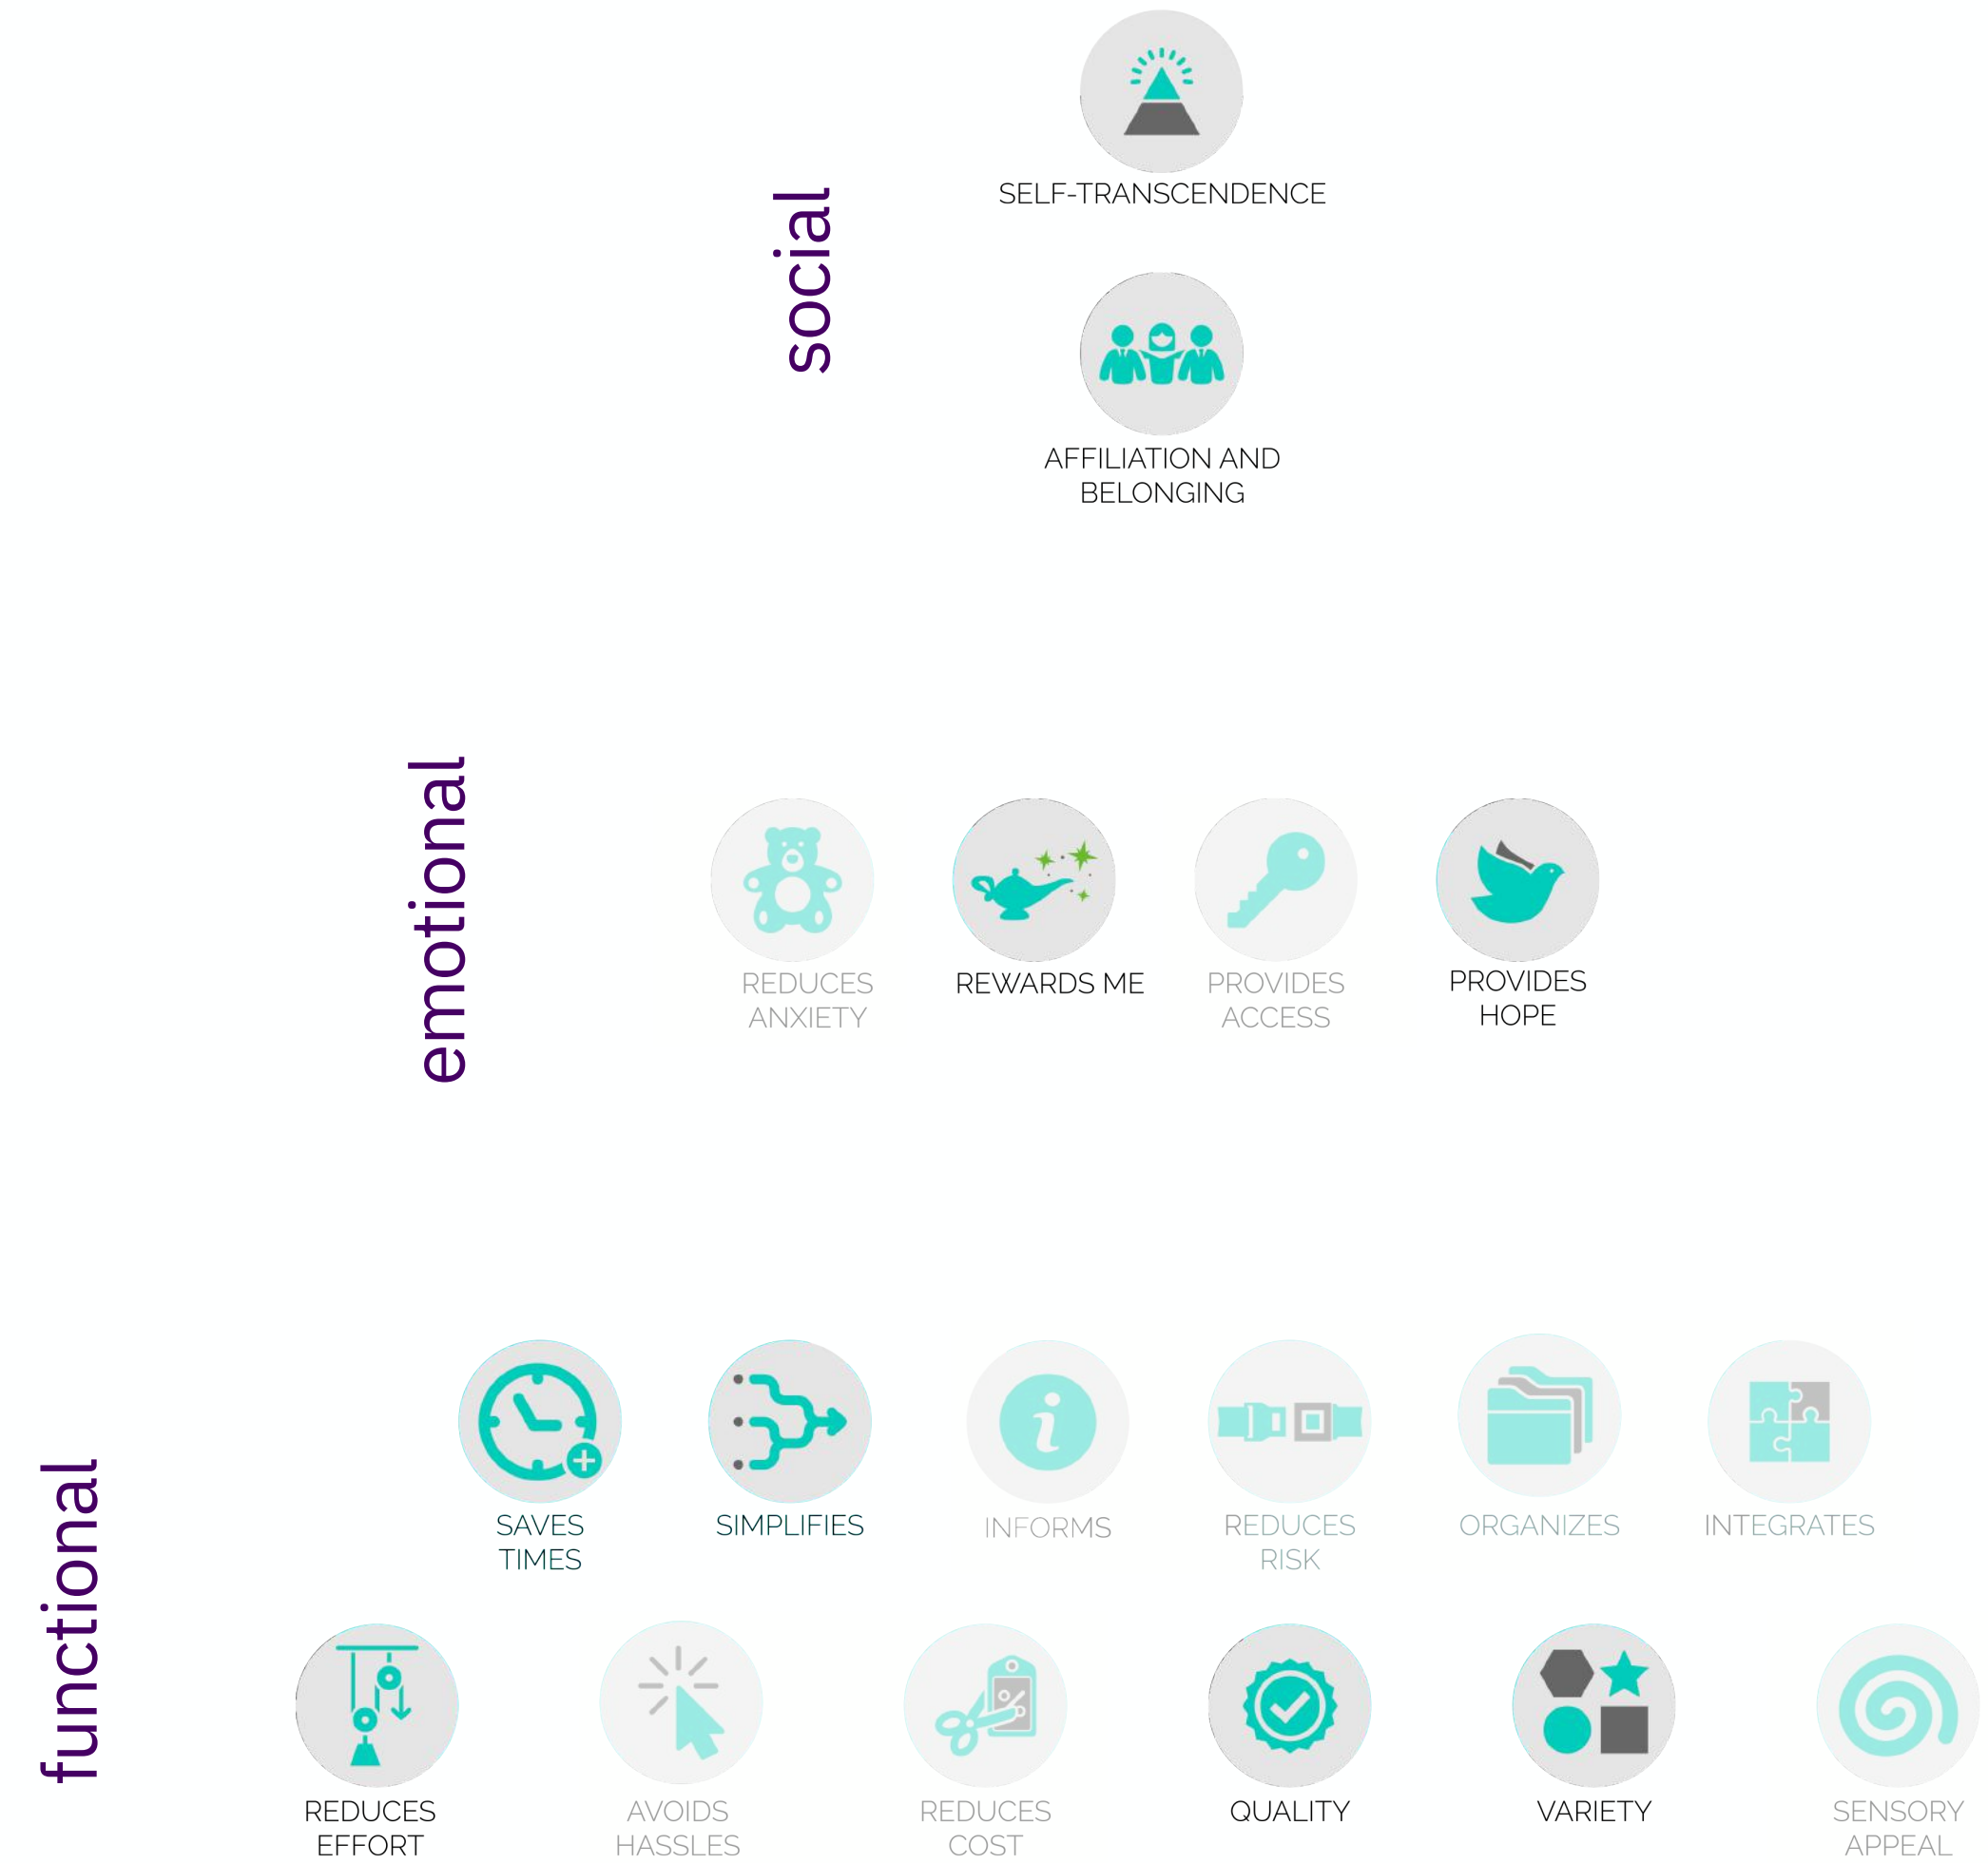 social
SELF-TRANSCENDENCE
AFFILIATION AND
BELONGING
emotional
REDUCES
ANXIETY
REWARDS ME
PROVIDES
ACCESS
PROVIDES
HOPE
functional
SAVES
TIMES
SIMPLIFIES
INFORMS
REDUCES
RISK
ORGANIZES
INTEGRATES
REDUCES
EFFORT
AVOIDS
HASSLES
REDUCES
COST
QUALITY
VARIETY
SENSORY
APPEAL